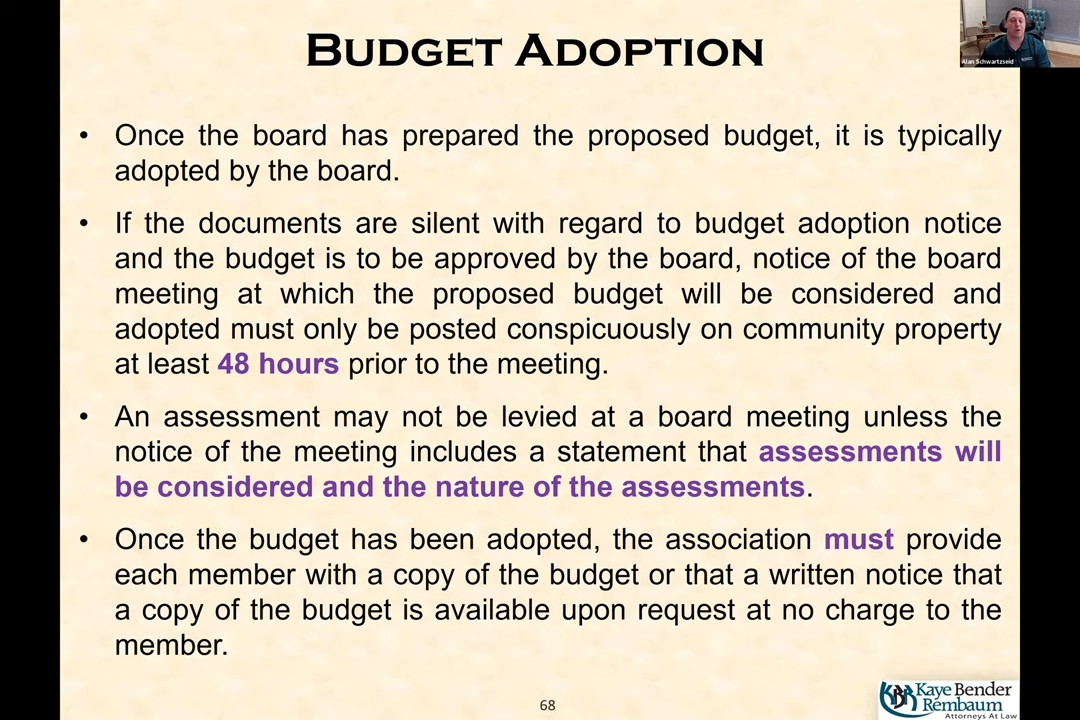 BUDGET ADOPTION
Alan Schwartzseid
• Once the board has prepared the proposed budget, it is typically
adopted by the board.
• If the documents are silent with regard to budget adoption notice
and the budget is to be approved by the board, notice of the board
meeting at which the proposed budget will be considered and
adopted must only be posted conspicuously on community property
at least 48 hours prior to the meeting.
• An assessment may not be levied at a board meeting unless the
notice of the meeting includes a statement that assessments will
be considered and the nature of the assessments.
• Once the budget has been adopted, the association must provide
each member with a copy of the budget or that a written notice that
a copy of the budget is available upon request at no charge to the
member.
68
KBR Kaye Bender
Rembaum
Attorneys At Law